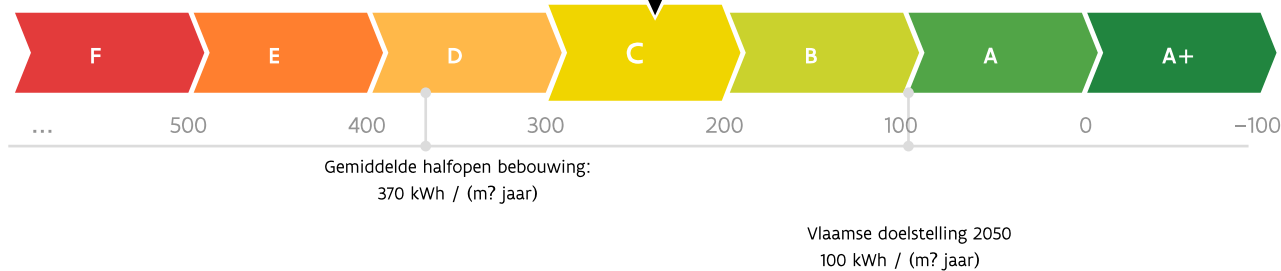 F E D C B A A+
... 500 400 300 200 100 0 −100
Gemiddelde halfopen bebouwing:
370 kWh / (m? jaar)
Vlaamse doelstelling 2050
100 kWh / (m? jaar)